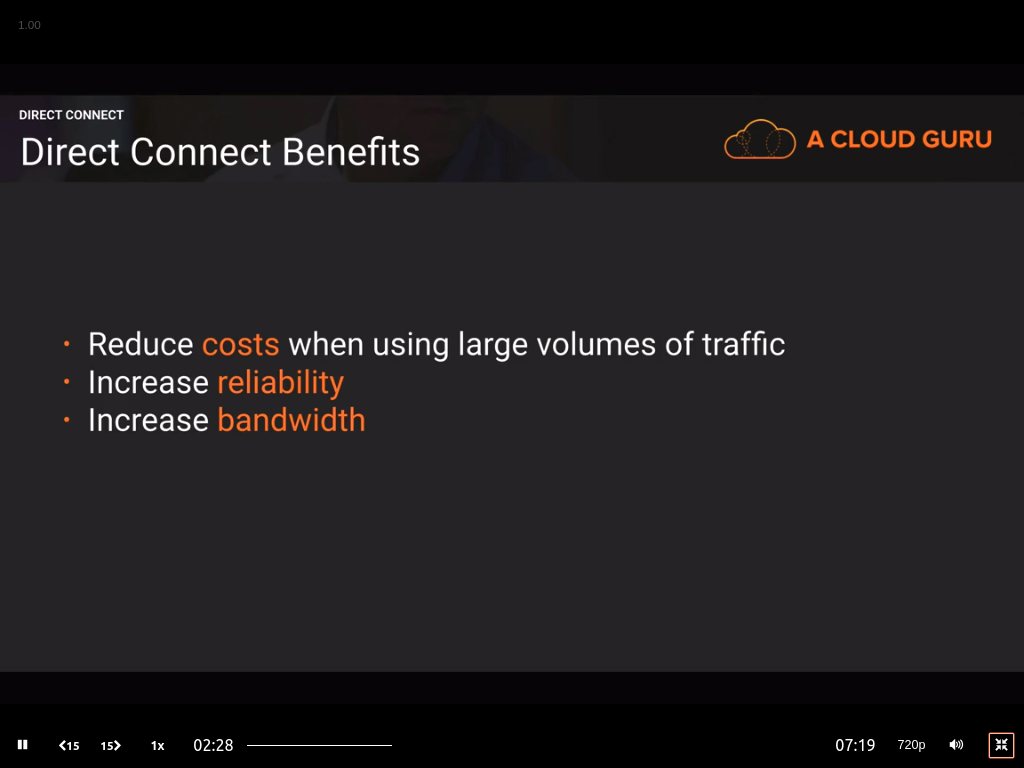 1.00
DIRECT CONNECT
Direct Connect Benefits
A CLOUD GURU
• Reduce costs when using large volumes of traffic
• Increase reliability
• Increase bandwidth
15 15 1x 02:28 07:19 720p